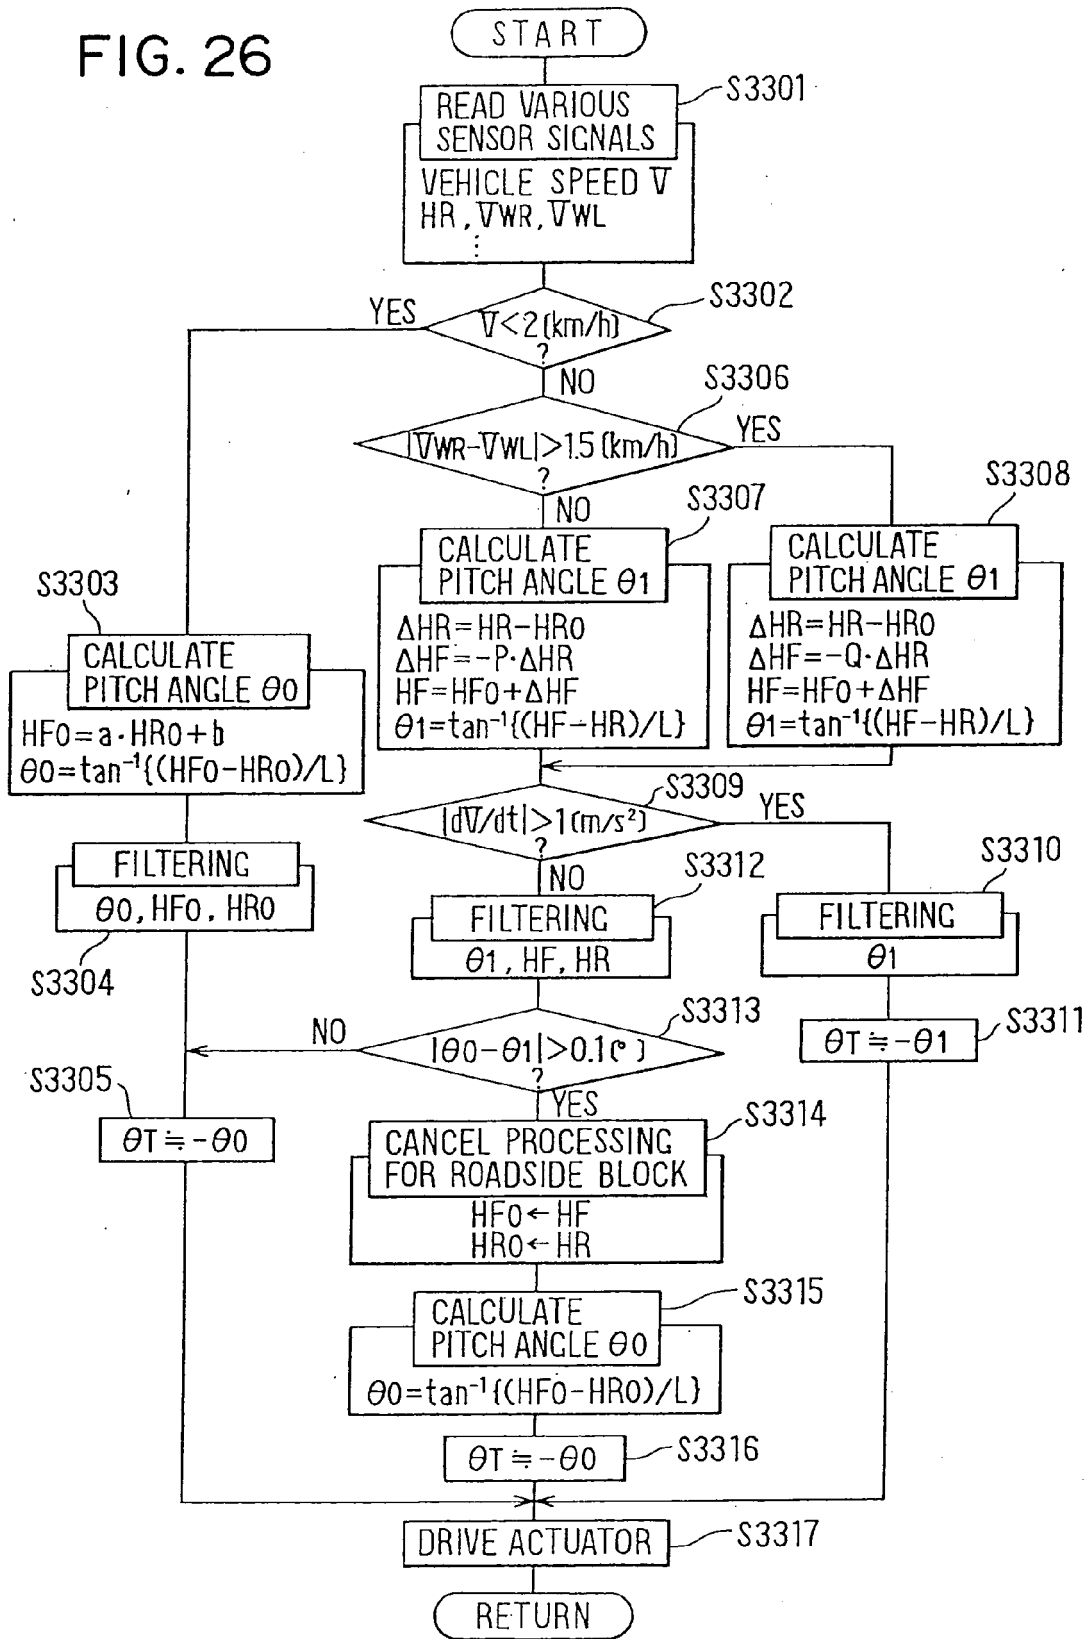 FIG. 26
START
S3301
READ VARIOUS
SENSOR SIGNALS
VEHICLE SPEED V
HR, VWR, VWL
⋮
S3302
YES
V<2 (km/h)
?
NO
S3306
|VWR-VWL|>1.5 (km/h)
?
YES
NO
S3307
CALCULATE
PITCH ANGLE θ1
ΔHR=HR-HR0
ΔHF=-P·ΔHR
HF=HF0+ΔHF
θ1=tan⁻¹{(HF-HR)/L}
S3308
CALCULATE
PITCH ANGLE θ1
ΔHR=HR-HR0
ΔHF=-Q·ΔHR
HF=HF0+ΔHF
θ1=tan⁻¹{(HF-HR)/L}
S3303
CALCULATE
PITCH ANGLE θ0
HF0=a·HR0+b
θ0=tan⁻¹{(HF0-HR0)/L}
FILTERING
θ0, HF0, HR0
S3304
S3309
|dV/dt|>1 (m/s²)
?
YES
NO
S3312
FILTERING
θ1, HF, HR
S3310
FILTERING
θ1
S3311
θT≒-θ1
S3313
NO
|θ0-θ1|>0.1 (°)
?
YES
S3305
θT≒-θ0
S3314
CANCEL PROCESSING
FOR ROADSIDE BLOCK
HF0←HF
HR0←HR
S3315
CALCULATE
PITCH ANGLE θ0
θ0=tan⁻¹{(HF0-HR0)/L}
θT≒-θ0
S3316
DRIVE ACTUATOR
S3317
RETURN